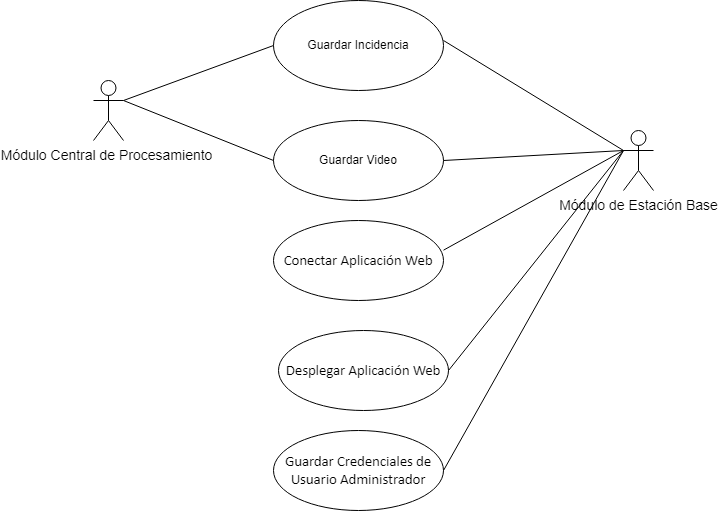 Guardar Incidencia
Módulo Central de Procesamiento
Guardar Video
Módulo de Estación Base
Conectar Aplicación Web
Desplegar Aplicación Web
Guardar Credenciales de
Usuario Administrador